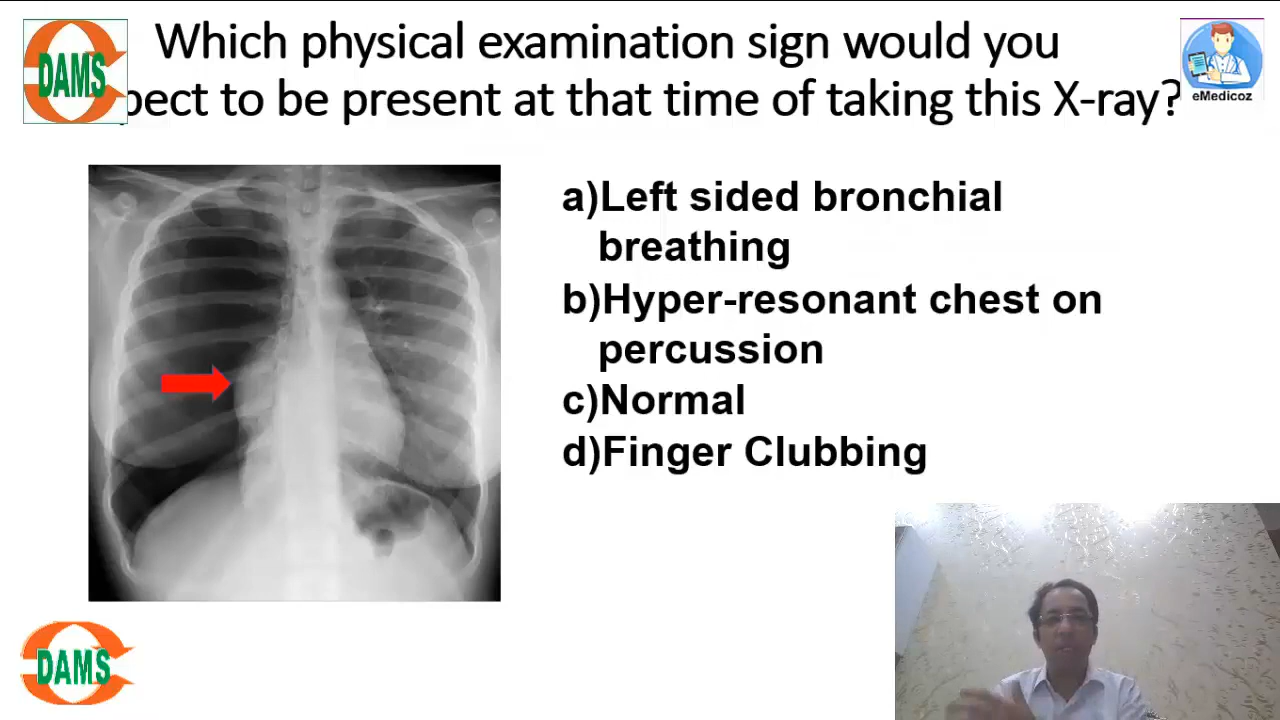 Which physical examination sign would you
DAMS
pect to be present at that time of taking this X-ray?
eMedicoz
a)Left sided bronchial
breathing
b)Hyper-resonant chest on
percussion
c)Normal
d)Finger Clubbing
DAMS